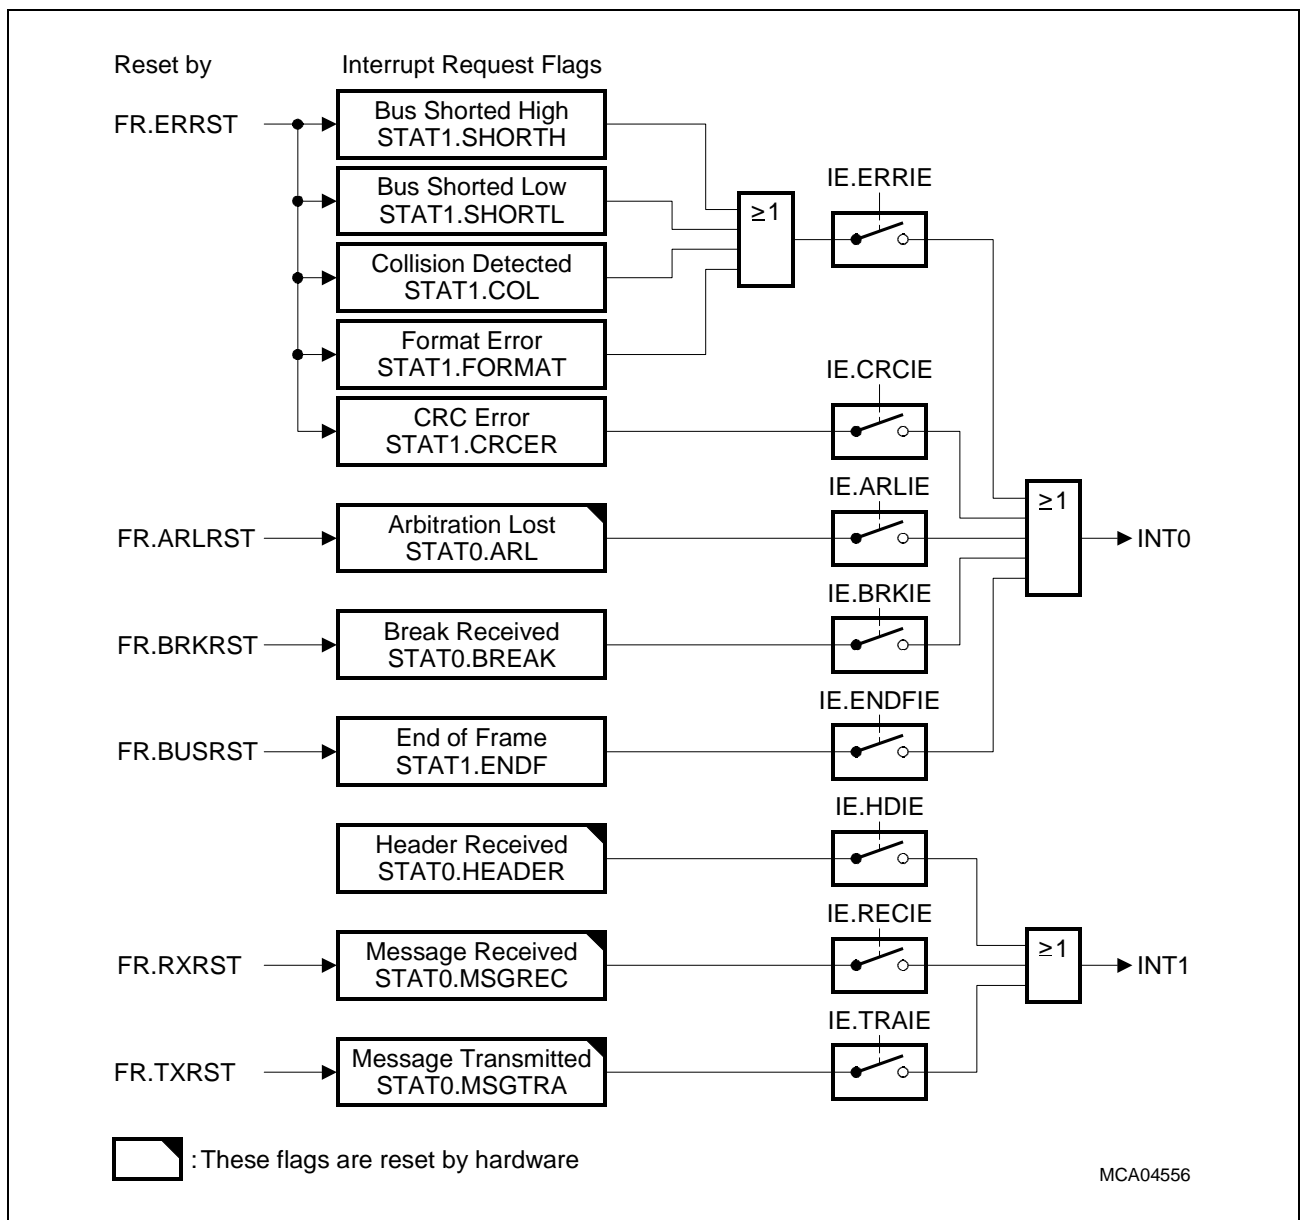 Reset by
Interrupt Request Flags
FR.ERRST
Bus Shorted High
STAT1.SHORTH
Bus Shorted Low
STAT1.SHORTL
Collision Detected
STAT1.COL
Format Error
STAT1.FORMAT
CRC Error
STAT1.CRCER
≥1
IE.ERRIE
IE.CRCIE
FR.ARLRST
Arbitration Lost
STAT0.ARL
IE.ARLIE
≥1
INT0
FR.BRKRST
Break Received
STAT0.BREAK
IE.BRKIE
FR.BUSRST
End of Frame
STAT1.ENDF
IE.ENDFIE
Header Received
STAT0.HEADER
IE.HDIE
FR.RXRST
Message Received
STAT0.MSGREC
IE.RECIE
≥1
INT1
FR.TXRST
Message Transmitted
STAT0.MSGTRA
IE.TRAIE
: These flags are reset by hardware
MCA04556